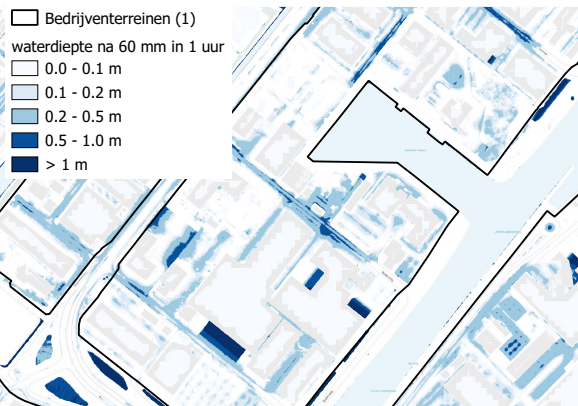 Bedrijventerreinen (1)
waterdiepte na 60 mm in 1 uur
0.0 - 0.1 m
0.1 - 0.2 m
0.2 - 0.5 m
0.5 - 1.0 m
> 1 m